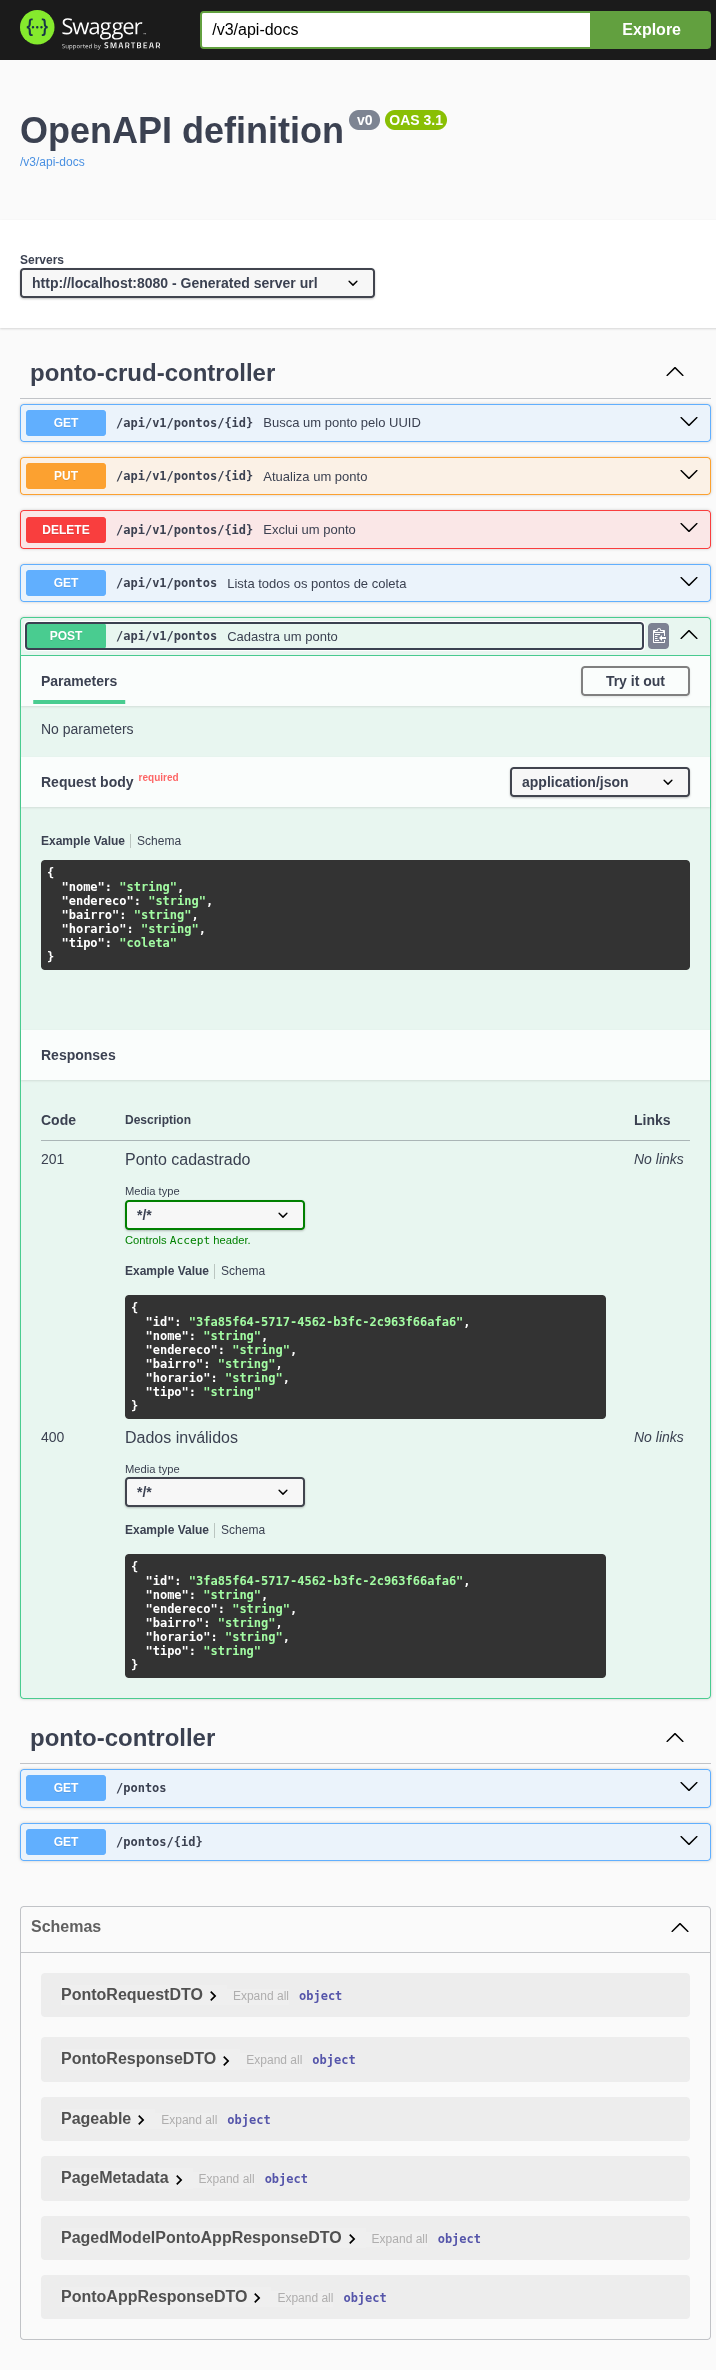 Swagger
Supported by SMARTBEAR
/v3/api-docs
Explore
OpenAPI definition v0 OAS 3.1
/v3/api-docs
Servers
http://localhost:8080 - Generated server url
ponto-crud-controller
GET /api/v1/pontos/{id} Busca um ponto pelo UUID
PUT /api/v1/pontos/{id} Atualiza um ponto
DELETE /api/v1/pontos/{id} Exclui um ponto
GET /api/v1/pontos Lista todos os pontos de coleta
POST /api/v1/pontos Cadastra um ponto
Parameters Try it out
No parameters
Request body required application/json
Example Value Schema
{
  "nome": "string",
  "endereco": "string",
  "bairro": "string",
  "horario": "string",
  "tipo": "coleta"
}
Responses
Code Description Links
201 Ponto cadastrado No links
Media type
*/*
Controls Accept header.
Example Value Schema
{
  "id": "3fa85f64-5717-4562-b3fc-2c963f66afa6",
  "nome": "string",
  "endereco": "string",
  "bairro": "string",
  "horario": "string",
  "tipo": "string"
}
400 Dados inválidos No links
Media type
*/*
Example Value Schema
{
  "id": "3fa85f64-5717-4562-b3fc-2c963f66afa6",
  "nome": "string",
  "endereco": "string",
  "bairro": "string",
  "horario": "string",
  "tipo": "string"
}
ponto-controller
GET /pontos
GET /pontos/{id}
Schemas
PontoRequestDTO Expand all object
PontoResponseDTO Expand all object
Pageable Expand all object
PageMetadata Expand all object
PagedModelPontoAppResponseDTO Expand all object
PontoAppResponseDTO Expand all object